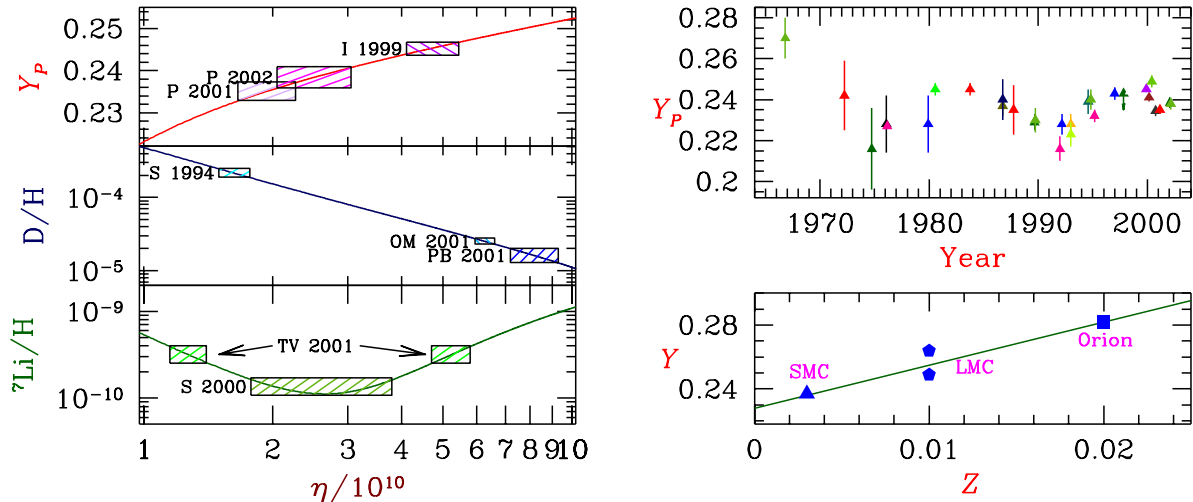 0.25
0.24
0.23
Y_P
I 1999
P 2002
P 2001
10⁻⁴
10⁻⁵
D/H
S 1994
OM 2001
PB 2001
10⁻⁹
10⁻¹⁰
⁷Li/H
TV 2001
S 2000
1 2 3 4 5 6 7 8 9 10
η/10¹⁰
0.28
0.26
0.24
0.22
0.2
Y_P
1970 1980 1990 2000
Year
0.28
0.24
Y
SMC
LMC
Orion
0 0.01 0.02
Z